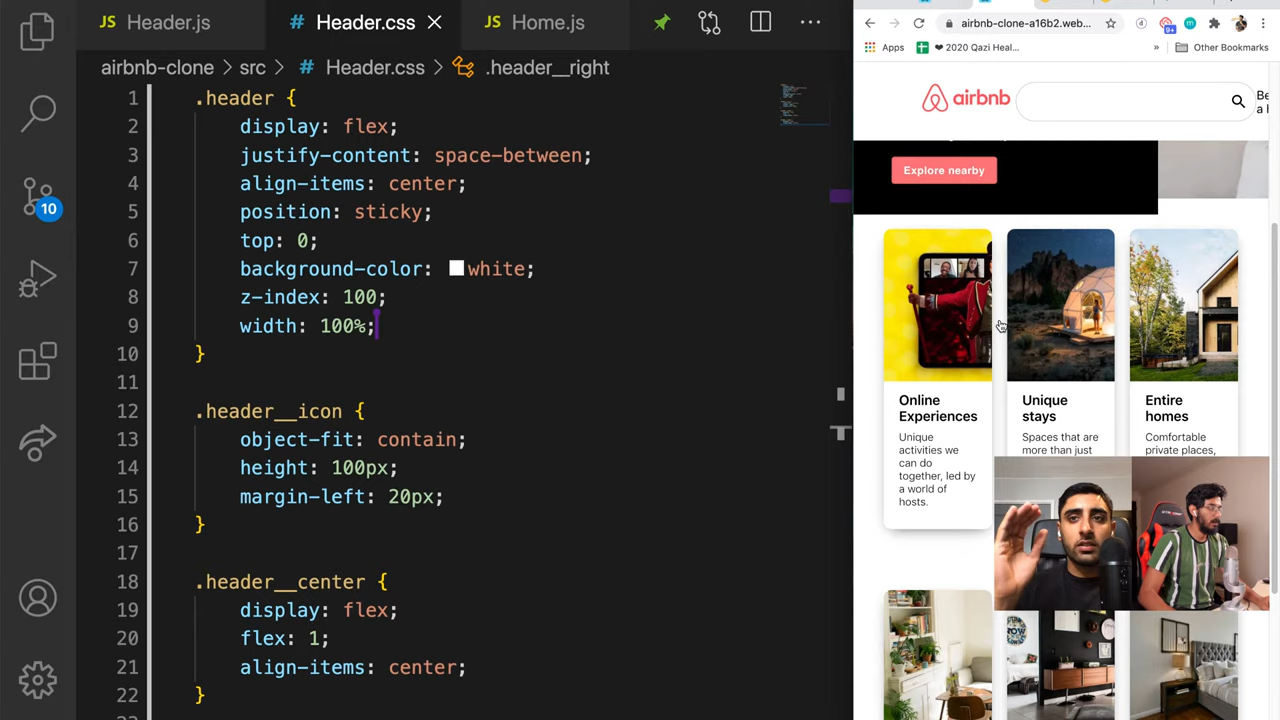 Header.js
# Header.css
Home.js
airbnb-clone > src > # Header.css > .header__right
1 .header {
2 display: flex;
3 justify-content: space-between;
4 align-items: center;
5 position: sticky;
6 top: 0;
7 background-color: white;
8 z-index: 100;
9 width: 100%;
10 }
11
12 .header__icon {
13 object-fit: contain;
14 height: 100px;
15 margin-left: 20px;
16 }
17
18 .header__center {
19 display: flex;
20 flex: 1;
21 align-items: center;
22 }
10
airbnb-clone-a16b2.web...
d
9+
m
Apps
❤ 2020 Qazi Heal...
»
Other Bookmarks
airbnb
Be
a h
Explore nearby
Online
Experiences
Unique
activities we
can do
together, led by
a world of
hosts.
Unique
stays
Spaces that are
more than just
Entire
homes
Comfortable
private places,